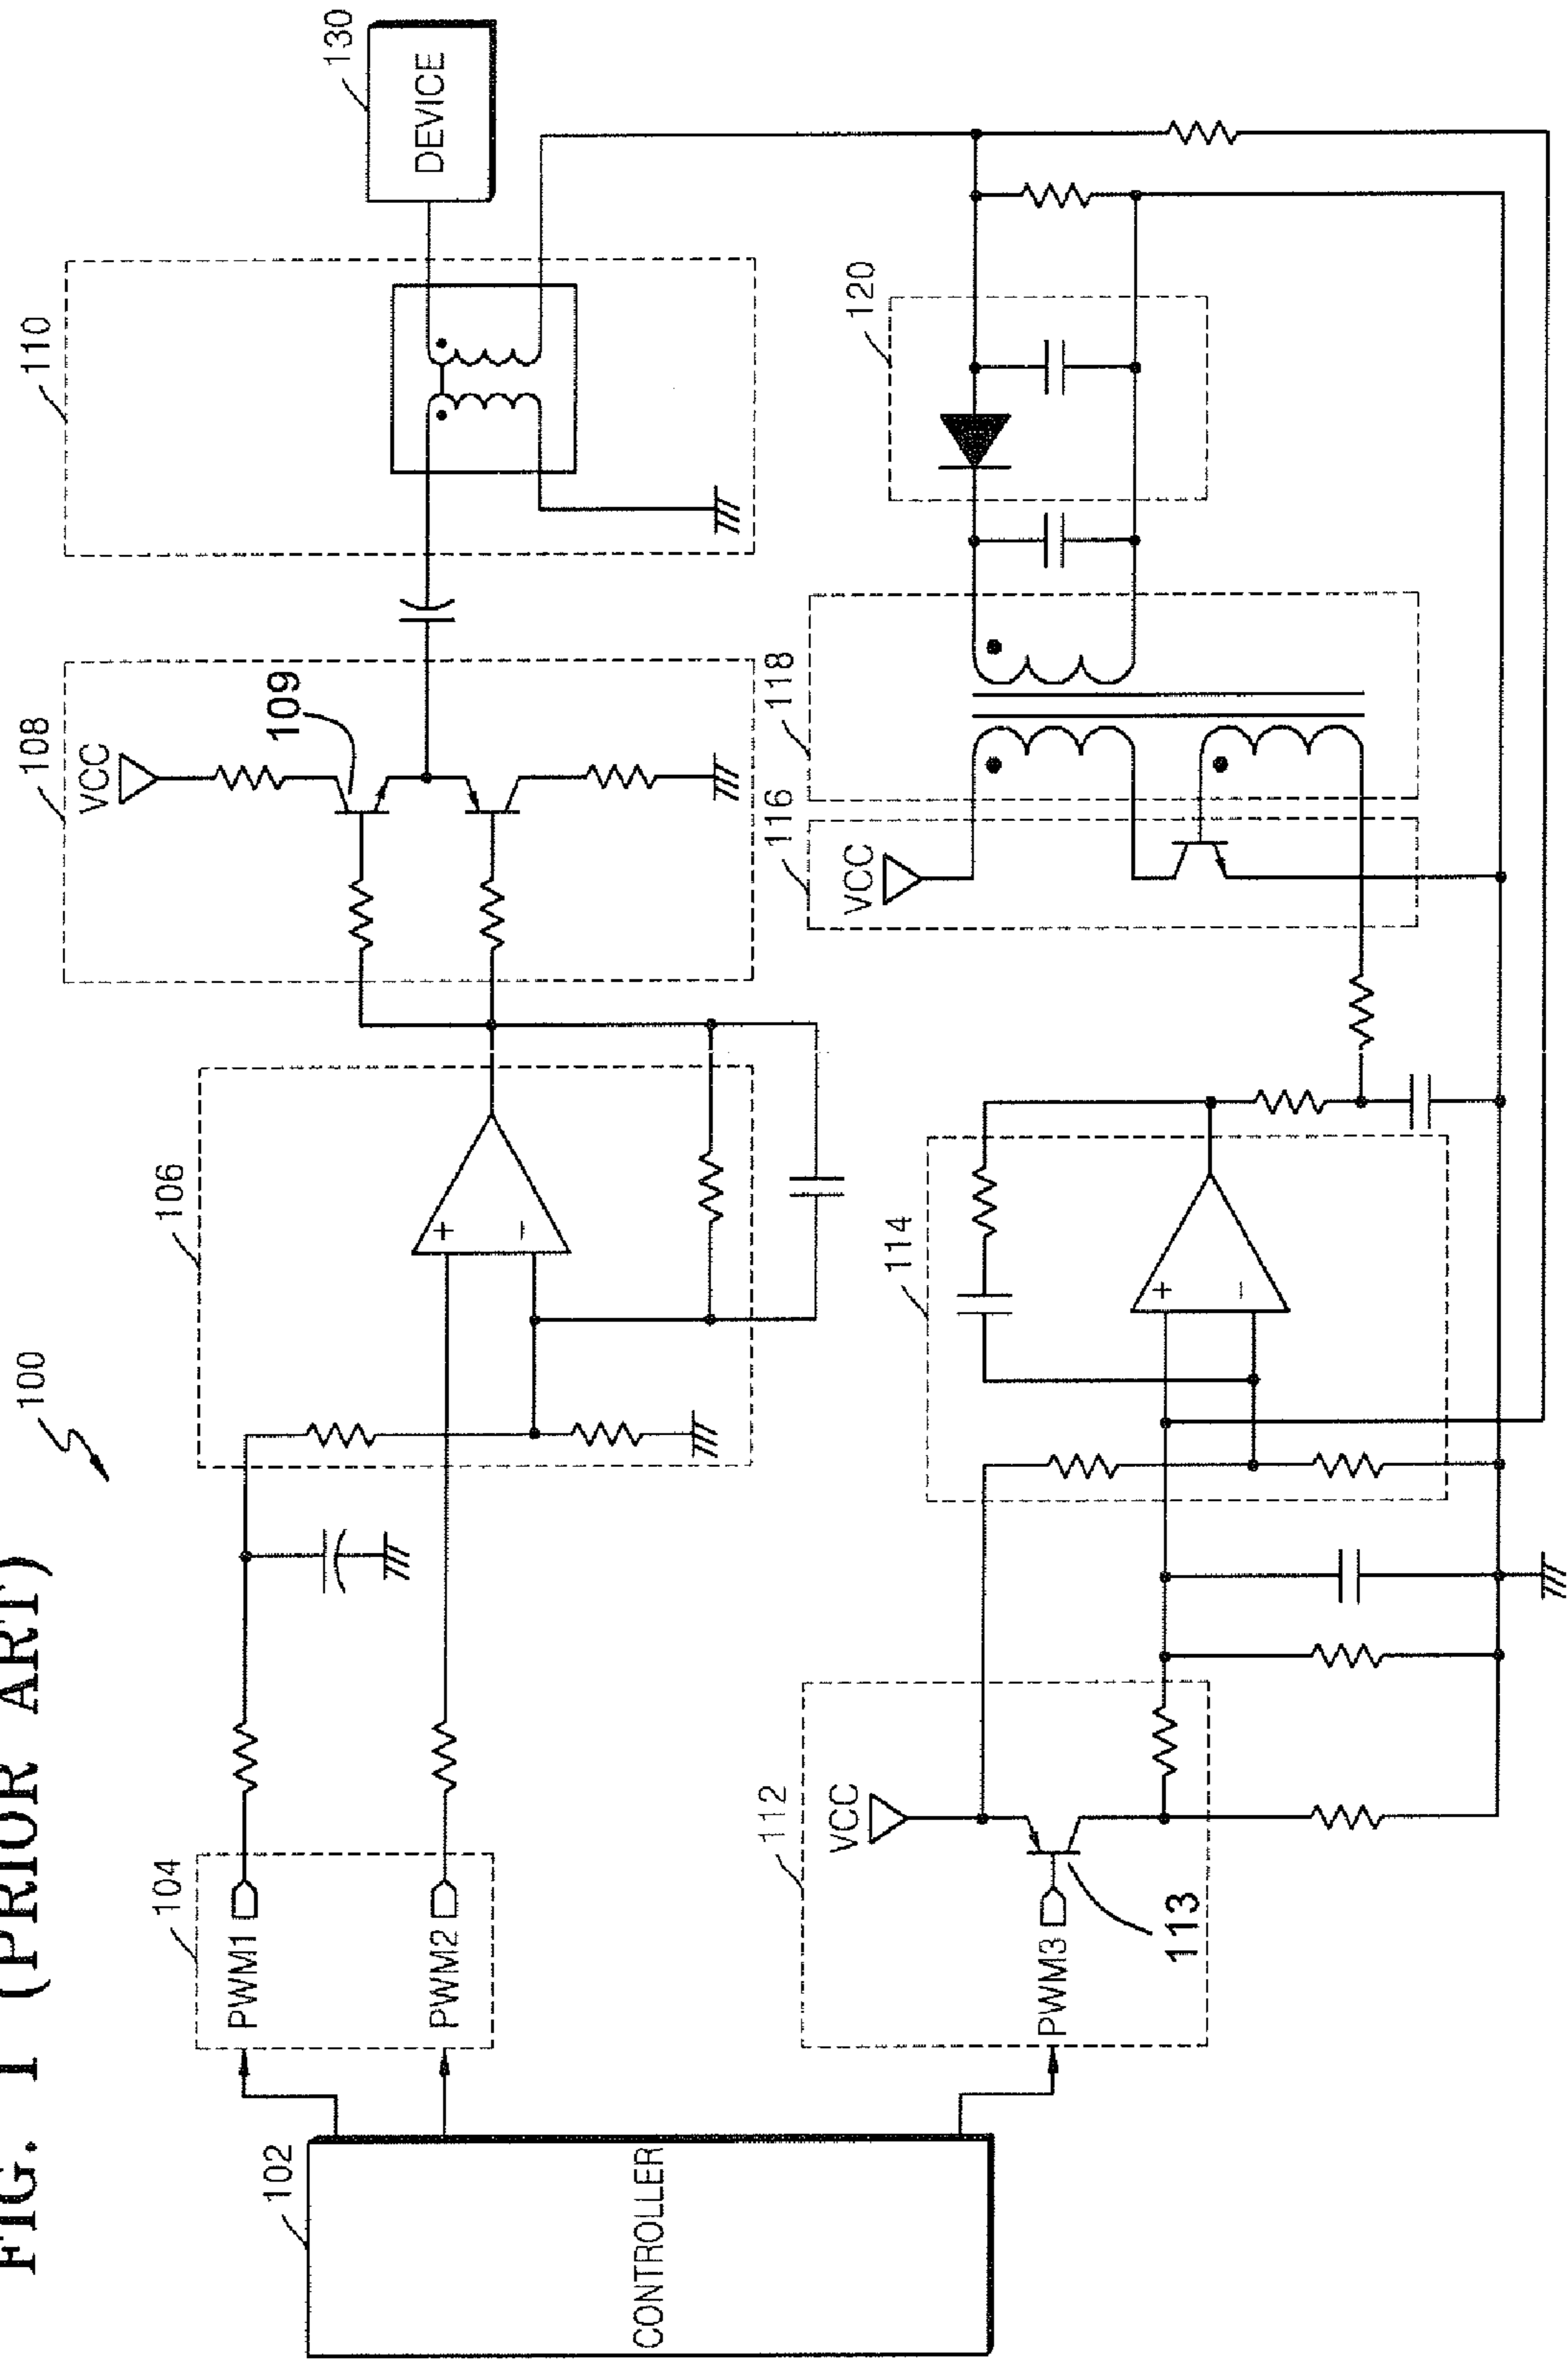 FIG. 1 (PRIOR ART)
100
102
CONTROLLER
104
PWM1
PWM2
106
+
−
108
VCC
109
110
130
DEVICE
112
VCC
PWM3
113
114
+
−
116
VCC
118
120